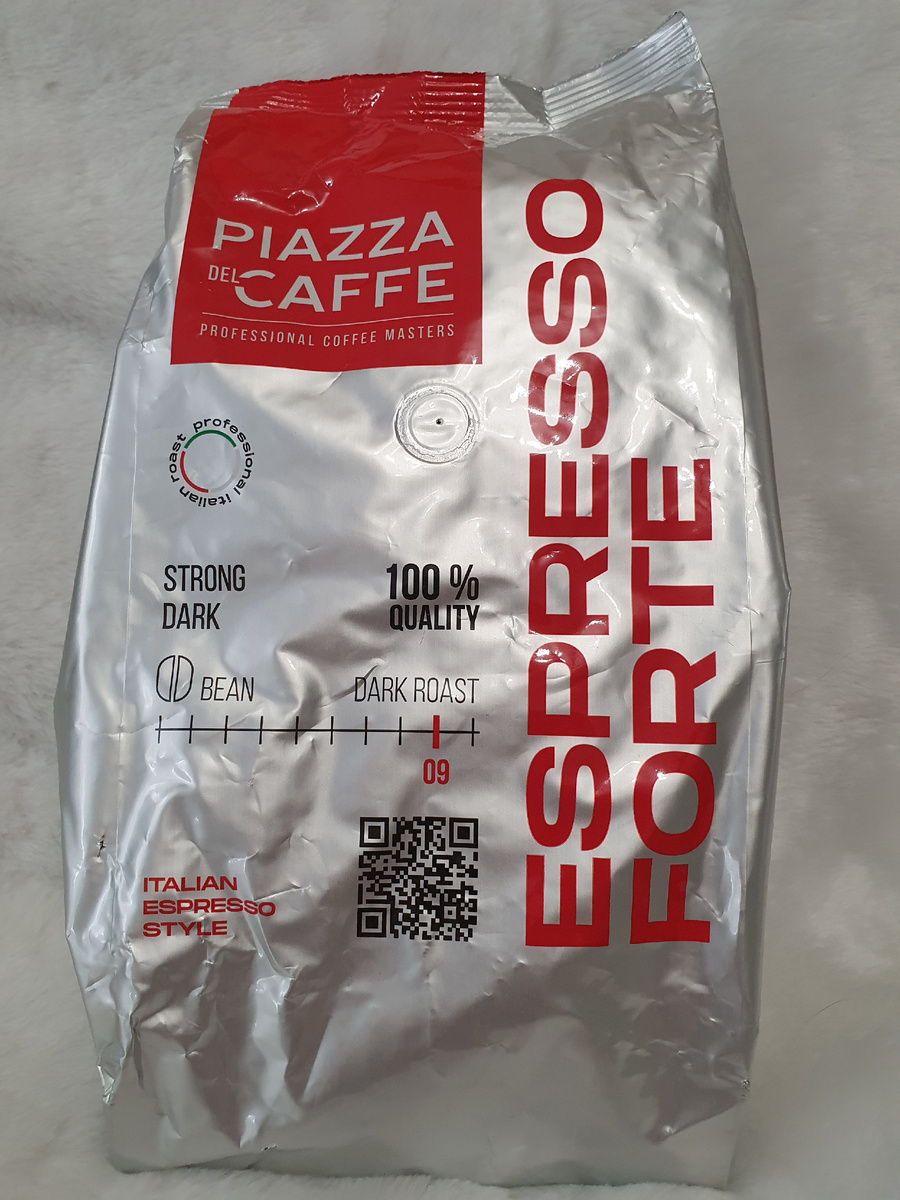 PIAZZA
DEL CAFFE
PROFESSIONAL COFFEE MASTERS
professional italian roast
STRONG
DARK
100 %
QUALITY
BEAN
DARK ROAST
09
ITALIAN
ESPRESSO
STYLE
ESPRESSO
FORTE